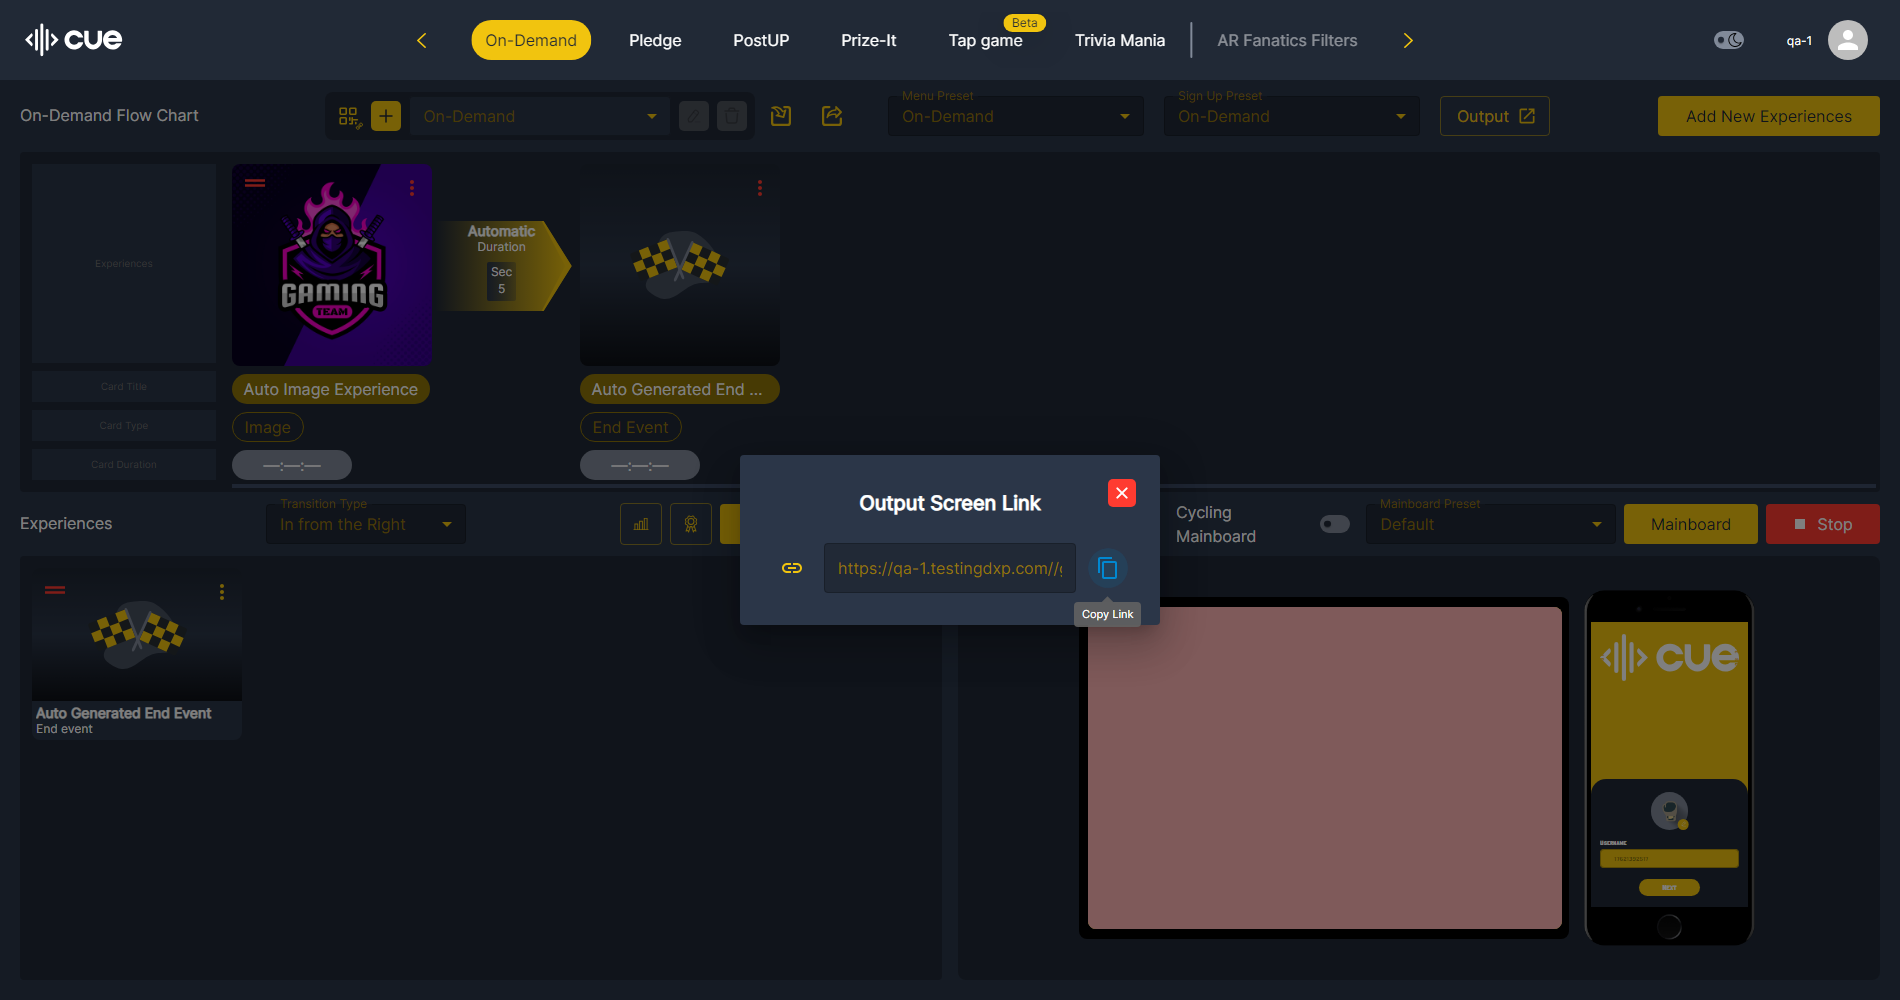 cue
On-Demand
Pledge
PostUP
Prize-It
Beta
Tap game
Trivia Mania
AR Fanatics Filters
qa-1
On-Demand Flow Chart
On-Demand
Menu Preset
On-Demand
Sign Up Preset
On-Demand
Output
Add New Experiences
Experiences
GAMING
TEAM
Automatic
Duration
Sec
5
Card Title
Auto Image Experience
Auto Generated End ...
Card Type
Image
End Event
Card Duration
—:—:—
—:—:—
Experiences
Transition Type
In from the Right
Output Screen Link
https://qa-1.testingdxp.com//g
Copy Link
Cycling
Mainboard
Mainboard Preset
Default
Mainboard
Stop
Auto Generated End Event
End event
cue
Username
NEXT